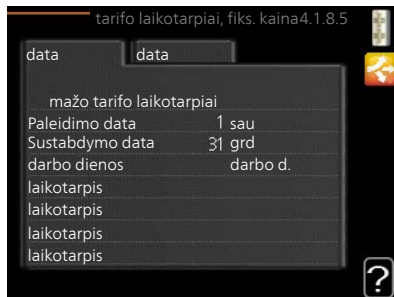 tarifo laikotarpiai, fiks. kaina4.1.8.5
data data
mažo tarifo laikotarpiai
Paleidimo data 1 sau
Sustabdymo data 31 grd
darbo dienos darbo d.
laikotarpis
laikotarpis
laikotarpis
laikotarpis
?